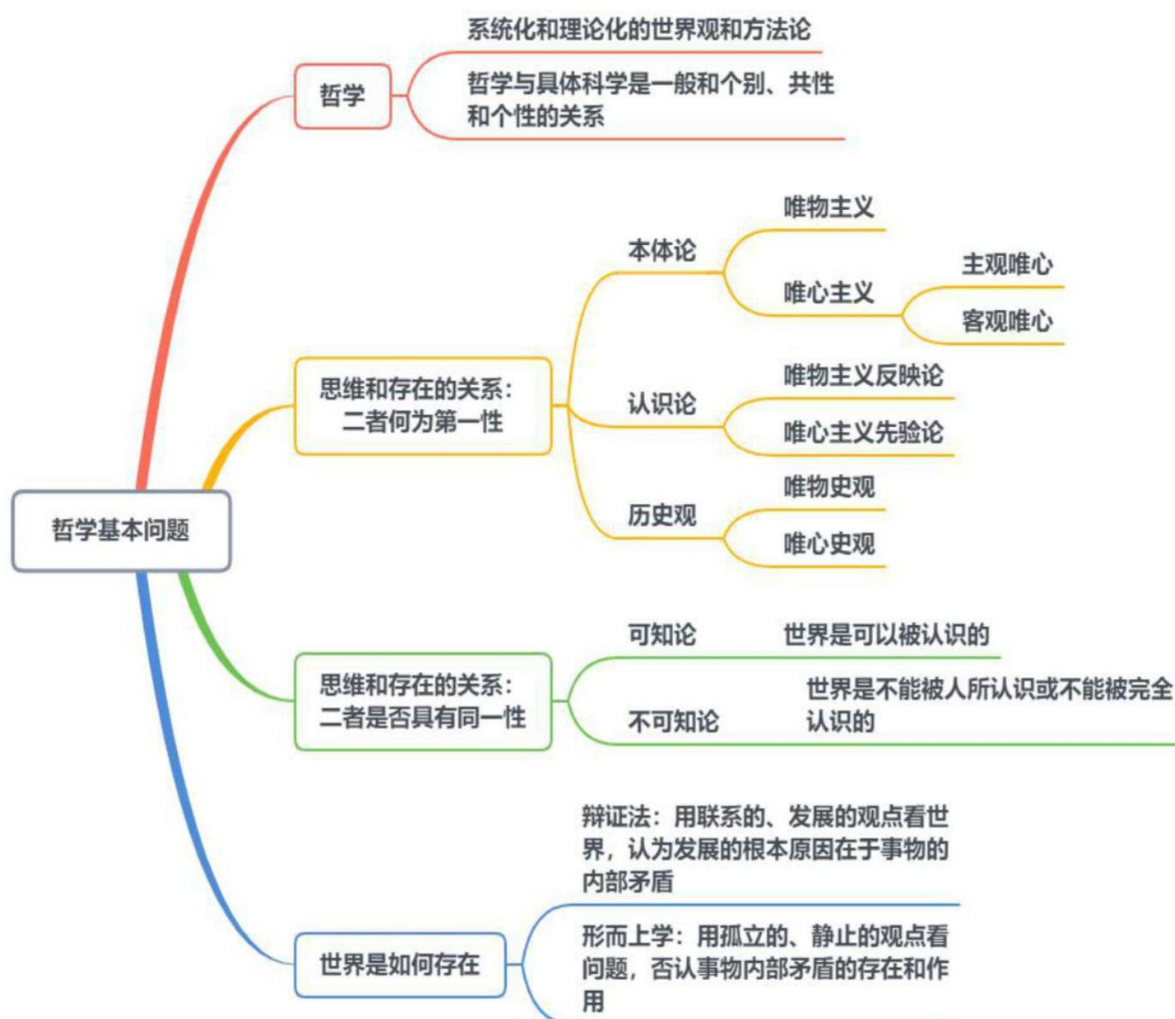 系统化和理论化的世界观和方法论
哲学
哲学与具体科学是一般和个别、共性
和个性的关系
唯物主义
本体论
主观唯心
唯心主义
客观唯心
思维和存在的关系：
二者何为第一性
唯物主义反映论
认识论
唯心主义先验论
唯物史观
历史观
唯心史观
哲学基本问题
可知论
世界是可以被认识的
思维和存在的关系：
二者是否具有同一性
世界是不能被人所认识或不能被完全
认识的
不可知论
辩证法：用联系的、发展的观点看世
界，认为发展的根本原因在于事物的
内部矛盾
世界是如何存在
形而上学：用孤立的、静止的观点看
问题，否认事物内部矛盾的存在和作
用